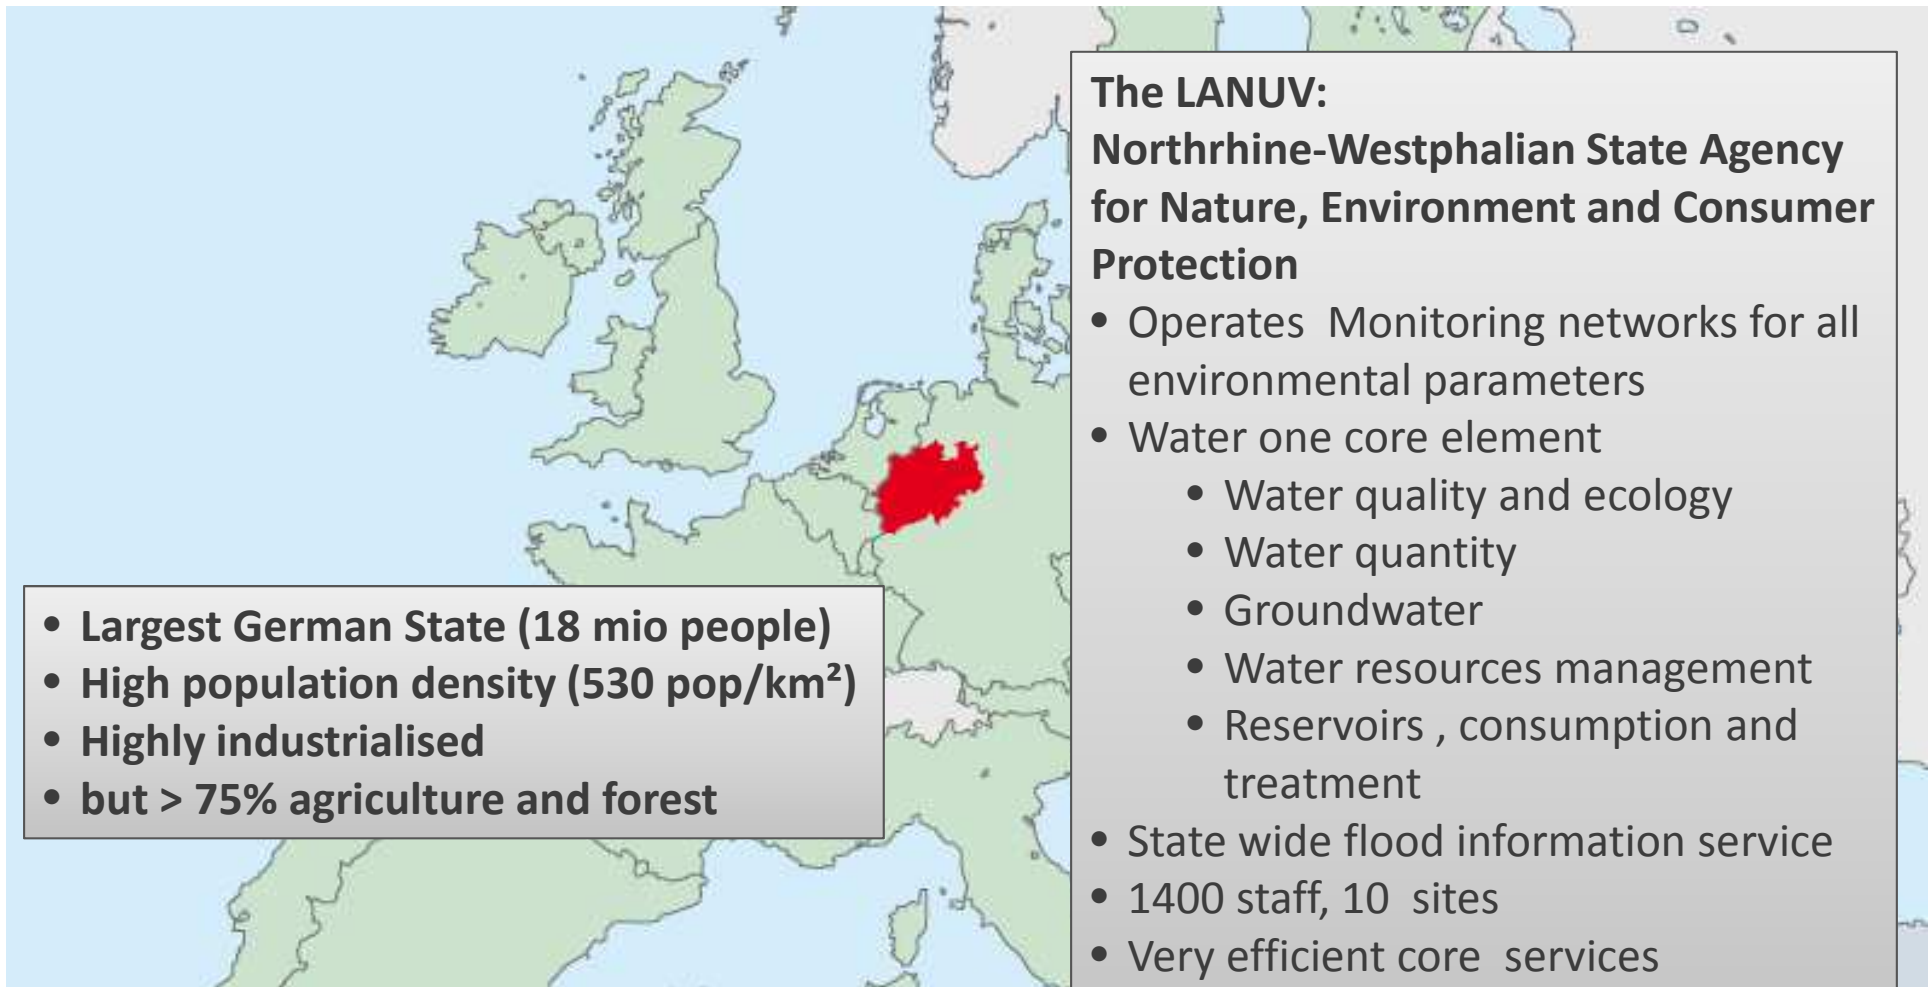 The LANUV:
Northrhine-Westphalian State Agency
for Nature, Environment and Consumer
Protection
• Operates  Monitoring networks for all
environmental parameters
• Water one core element
• Water quality and ecology
• Water quantity
• Groundwater
• Water resources management
• Reservoirs , consumption and
treatment
• State wide flood information service
• 1400 staff, 10  sites
• Very efficient core  services
• Largest German State (18 mio people)
• High population density (530 pop/km²)
• Highly industrialised
• but > 75% agriculture and forest